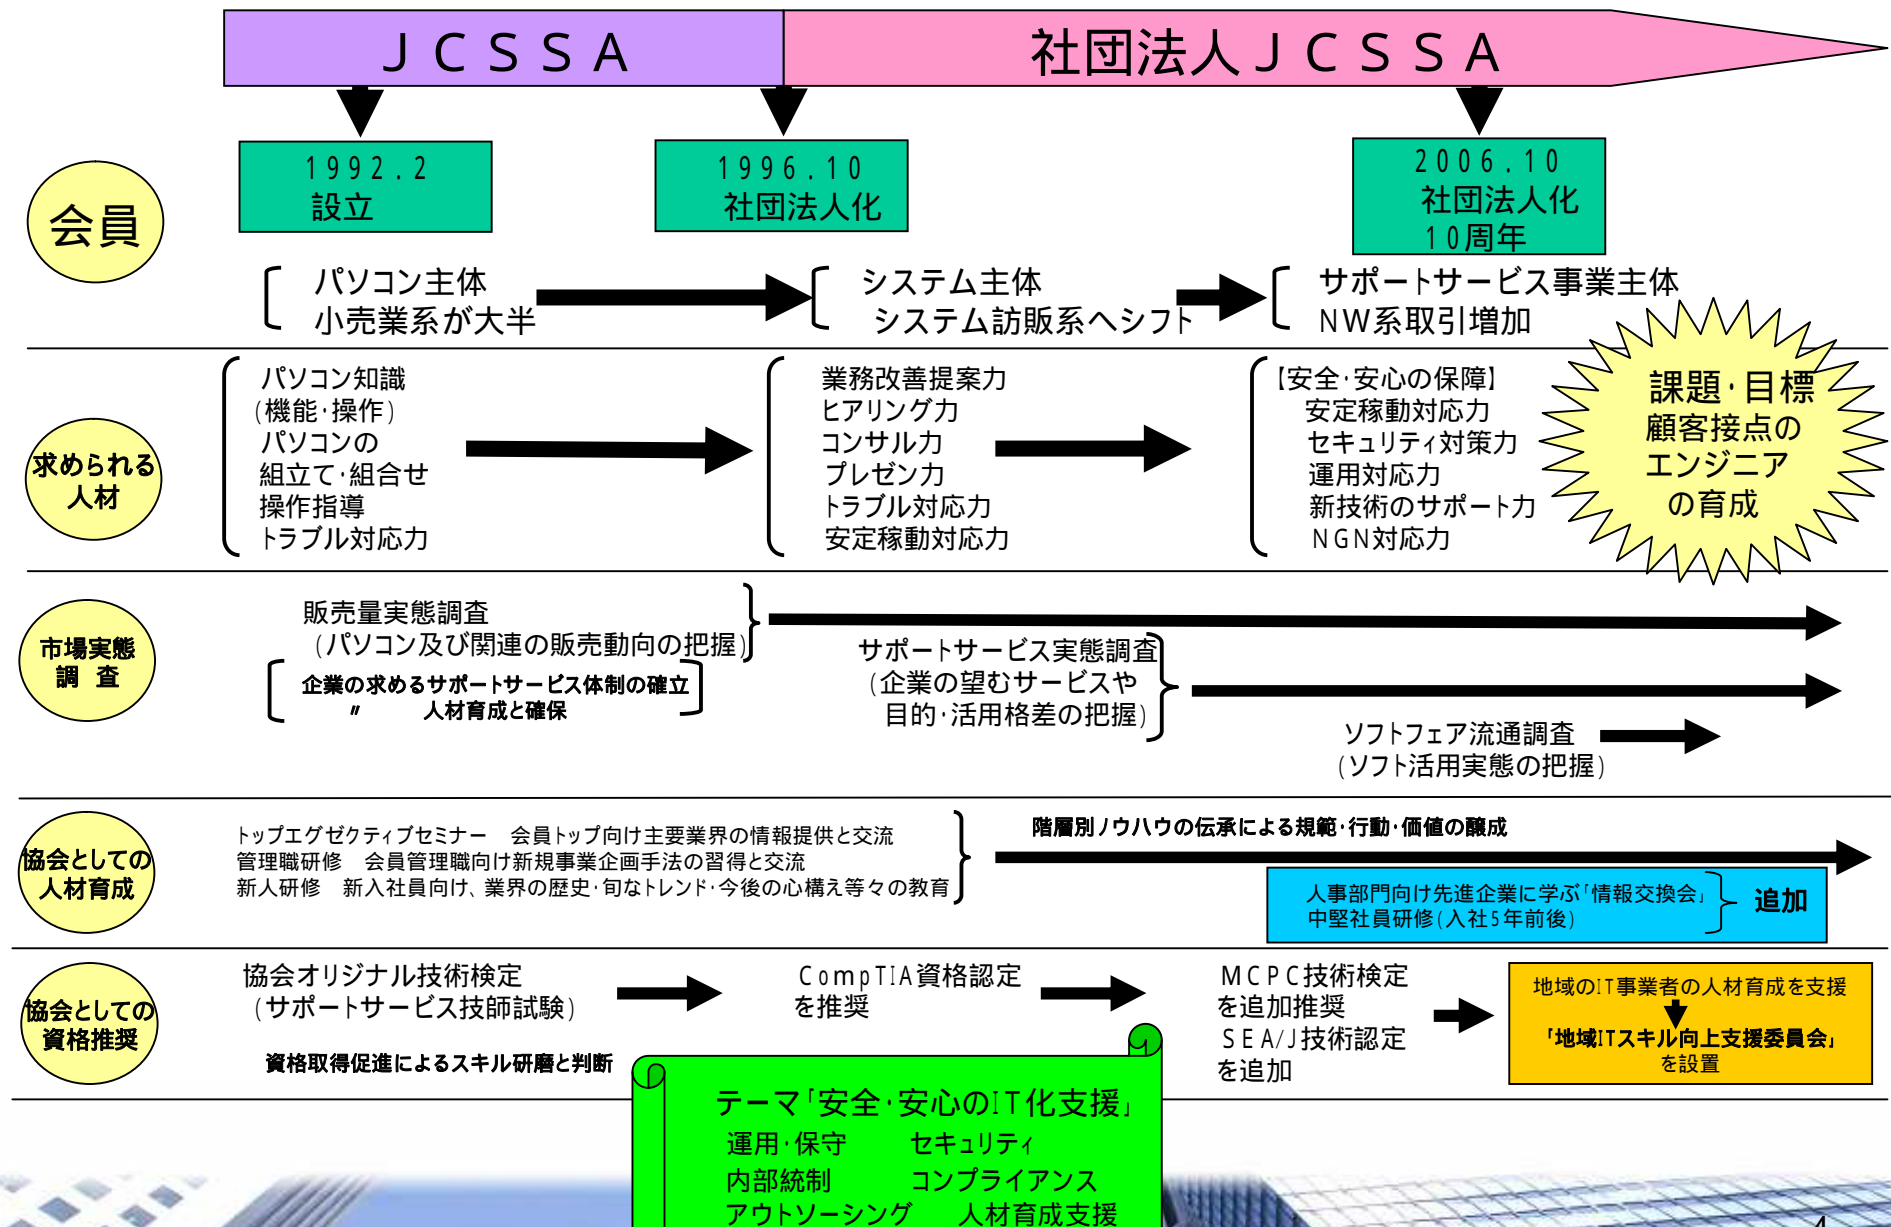 JCSSA
社団法人JCSSA
1992.2
設立
1996.10
社団法人化
2006.10
社団法人化
10周年
会員
パソコン主体
小売業系が大半
システム主体
システム訪販系へシフト
サポートサービス事業主体
NW系取引増加
求められる
人材
パソコン知識
(機能・操作)
パソコンの
組立て・組合せ
操作指導
トラブル対応力
業務改善提案力
ヒアリング力
コンサル力
プレゼン力
トラブル対応力
安定稼動対応力
【安全・安心の保障】
安定稼動対応力
セキュリティ対策力
運用対応力
新技術のサポート力
NGN対応力
課題・目標
顧客接点の
エンジニア
の育成
市場実態
調 査
販売量実態調査
(パソコン及び関連の販売動向の把握)
企業の求めるサポートサービス体制の確立
〃 人材育成と確保
サポートサービス実態調査
(企業の望むサービスや
目的・活用格差の把握)
ソフトフェア流通調査
(ソフト活用実態の把握)
協会としての
人材育成
トップエグゼクティブセミナー 会員トップ向け主要業界の情報提供と交流
管理職研修 会員管理職向け新規事業企画手法の習得と交流
新人研修 新入社員向け、業界の歴史・旬なトレンド・今後の心構え等々の教育
階層別ノウハウの伝承による規範・行動・価値の醸成
人事部門向け先進企業に学ぶ「情報交換会」
中堅社員研修(入社5年前後)
追加
協会としての
資格推奨
協会オリジナル技術検定
(サポートサービス技師試験)
資格取得促進によるスキル研磨と判断
CompTIA資格認定
を推奨
MCPC技術検定
を追加推奨
SEA/J技術認定
を追加
地域のIT事業者の人材育成を支援
「地域ITスキル向上支援委員会」
を設置
テーマ「安全・安心のIT化支援」
運用・保守 セキュリティ
内部統制 コンプライアンス
アウトソーシング 人材育成支援
4